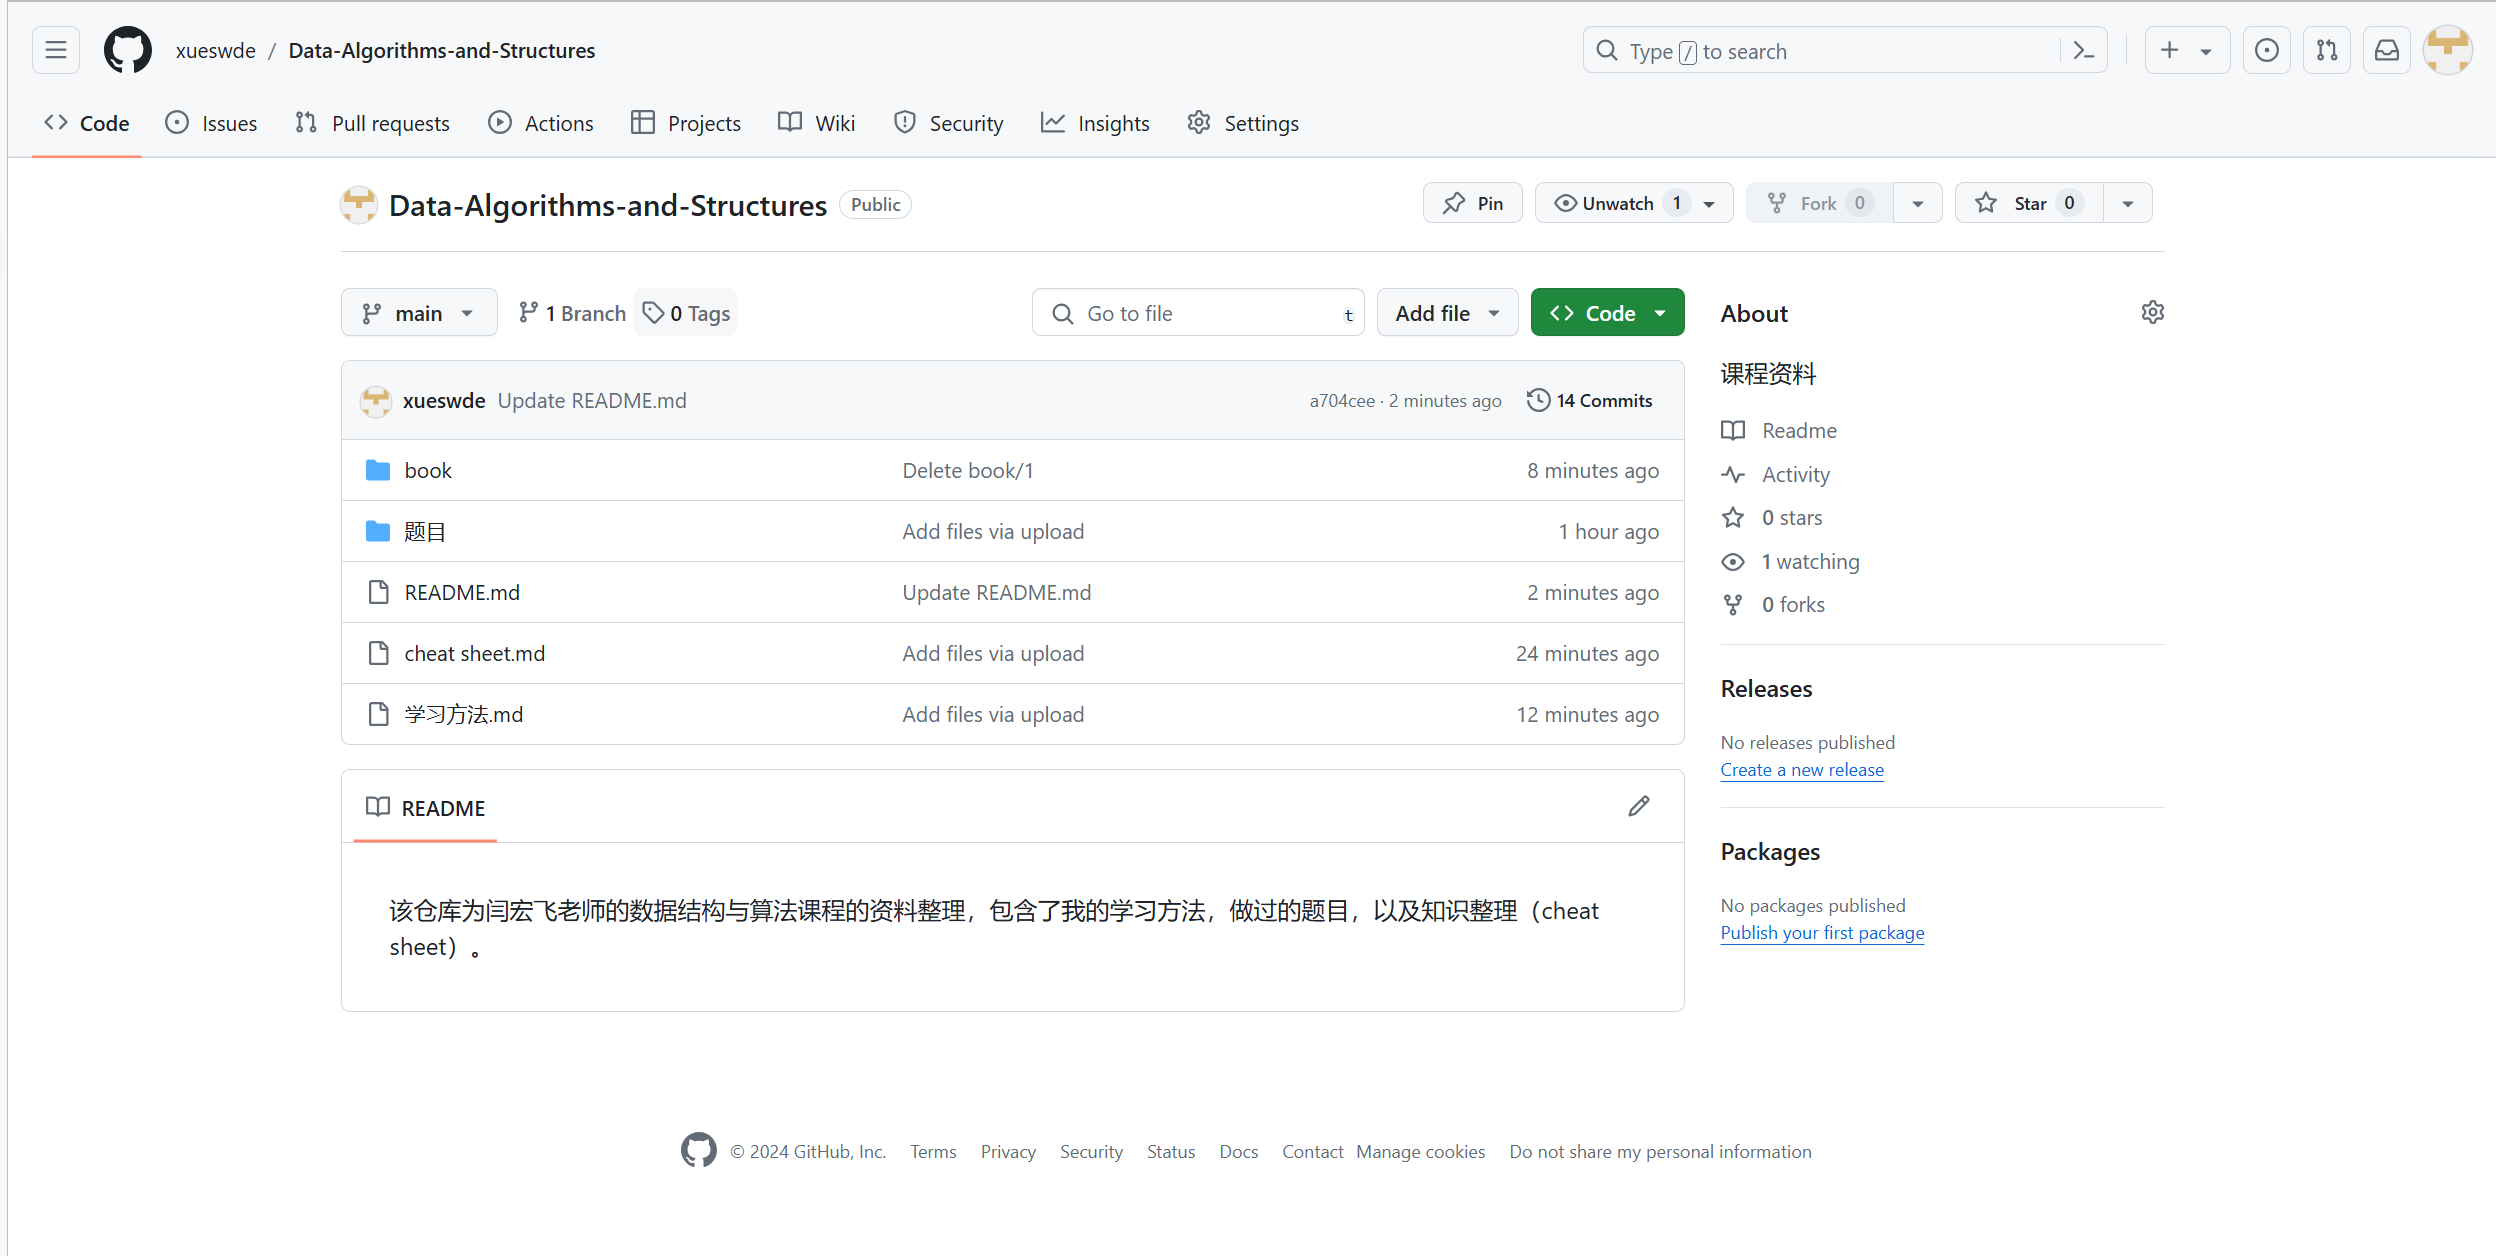 xueswde / Data-Algorithms-and-Structures
Type / to search
Code Issues Pull requests Actions Projects Wiki Security Insights Settings
Data-Algorithms-and-Structures Public
Pin Unwatch 1 Fork 0 Star 0
main 1 Branch 0 Tags Go to file t Add file Code
xueswde Update README.md a704cee · 2 minutes ago 14 Commits
book Delete book/1 8 minutes ago
题目 Add files via upload 1 hour ago
README.md Update README.md 2 minutes ago
cheat sheet.md Add files via upload 24 minutes ago
学习方法.md Add files via upload 12 minutes ago
README
该仓库为闫宏飞老师的数据结构与算法课程的资料整理，包含了我的学习方法，做过的题目，以及知识整理（cheat
sheet）。
About
课程资料
Readme
Activity
0 stars
1 watching
0 forks
Releases
No releases published
Create a new release
Packages
No packages published
Publish your first package
© 2024 GitHub, Inc. Terms Privacy Security Status Docs Contact Manage cookies Do not share my personal information